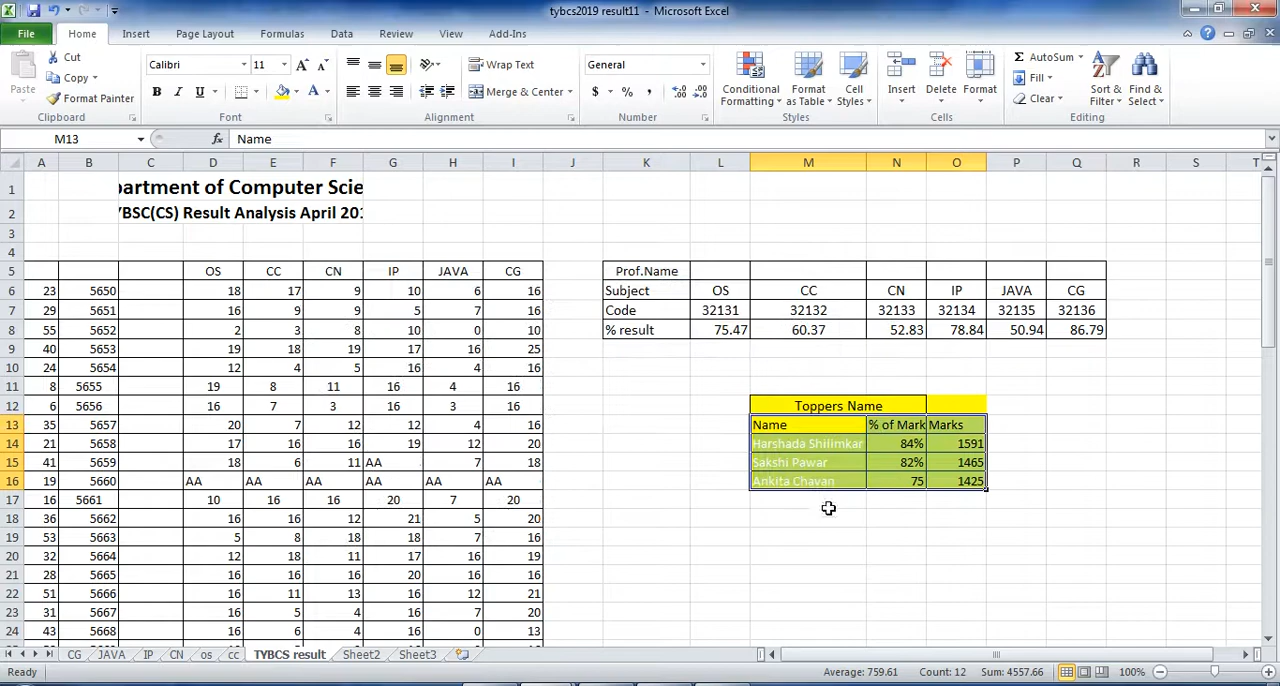 tybcs2019 result11 - Microsoft Excel
File Home Insert Page Layout Formulas Data Review View Add-Ins
Cut
Copy
Format Painter
Paste
Clipboard
Calibri 11 A A
B I U A
Font
Wrap Text
Merge & Center
Alignment
General
$ % ,
Number
Conditional Formatting
Format as Table
Cell Styles
Styles
Insert Delete Format
Cells
Σ AutoSum
Fill
Clear
Sort & Filter
Find & Select
Editing
M13 fx Name
A B C D E F G H I J K L M N O P Q R S T
1 partment of Computer Scie
2 YBSC(CS) Result Analysis April 201
3
4
5 OS CC CN IP JAVA CG Prof.Name
6 23 5650 18 17 9 10 6 16 Subject OS CC CN IP JAVA CG
7 29 5651 16 9 9 5 7 16 Code 32131 32132 32133 32134 32135 32136
8 55 5652 2 3 8 10 0 10 % result 75.47 60.37 52.83 78.84 50.94 86.79
9 40 5653 19 18 19 17 16 25
10 24 5654 12 4 5 16 4 16
11 8 5655 19 8 11 16 4 16
12 6 5656 16 7 3 16 3 16 Toppers Name
13 35 5657 20 7 12 12 4 16 Name % of Mark Marks
14 21 5658 17 16 16 16 12 20 Harshada Shilimkar 84% 1591
15 41 5659 18 6 11 AA 7 18 Sakshi Pawar 82% 1465
16 19 5660 AA AA AA AA AA AA Ankita Chavan 75 1425
17 16 5661 10 16 16 20 7 20
18 36 5662 16 16 12 21 5 20
19 53 5663 5 8 18 18 7 16
20 32 5664 12 18 11 17 16 19
21 28 5665 16 16 16 20 16 16
22 51 5666 16 11 13 16 12 21
23 31 5667 16 5 4 16 7 20
24 43 5668 16 6 4 16 0 13
CG JAVA IP CN os cc TYBCS result Sheet2 Sheet3
Ready Average: 759.61 Count: 12 Sum: 4557.66 100%